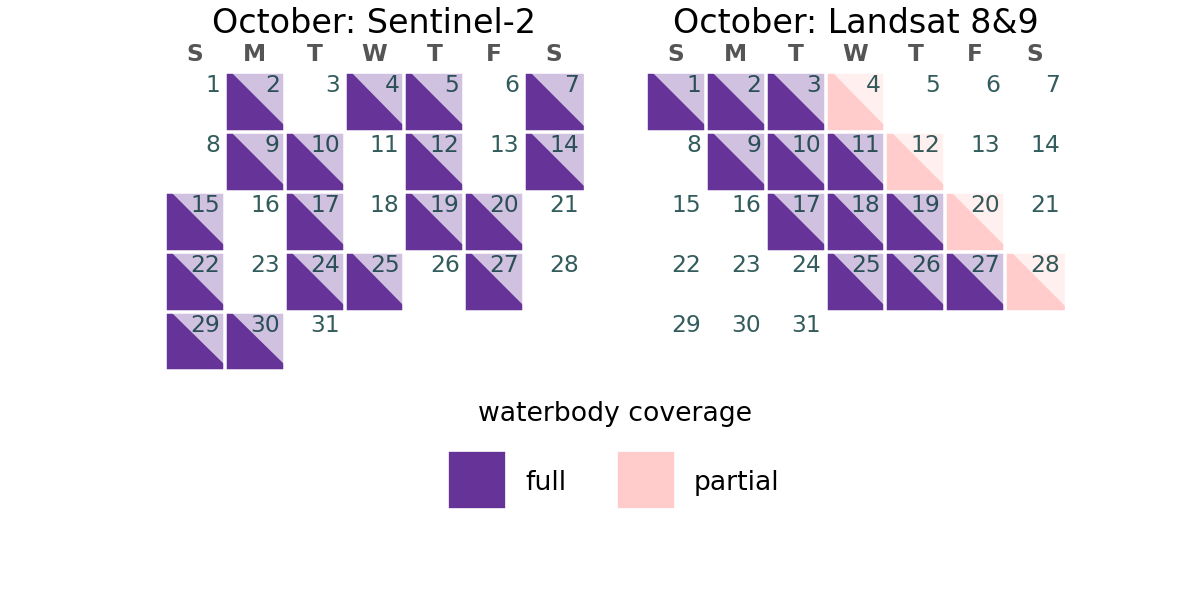 October: Sentinel-2
S M T W T F S
1 2 3 4 5 6 7
8 9 10 11 12 13 14
15 16 17 18 19 20 21
22 23 24 25 26 27 28
29 30 31
October: Landsat 8&9
S M T W T F S
1 2 3 4 5 6 7
8 9 10 11 12 13 14
15 16 17 18 19 20 21
22 23 24 25 26 27 28
29 30 31
waterbody coverage
full partial